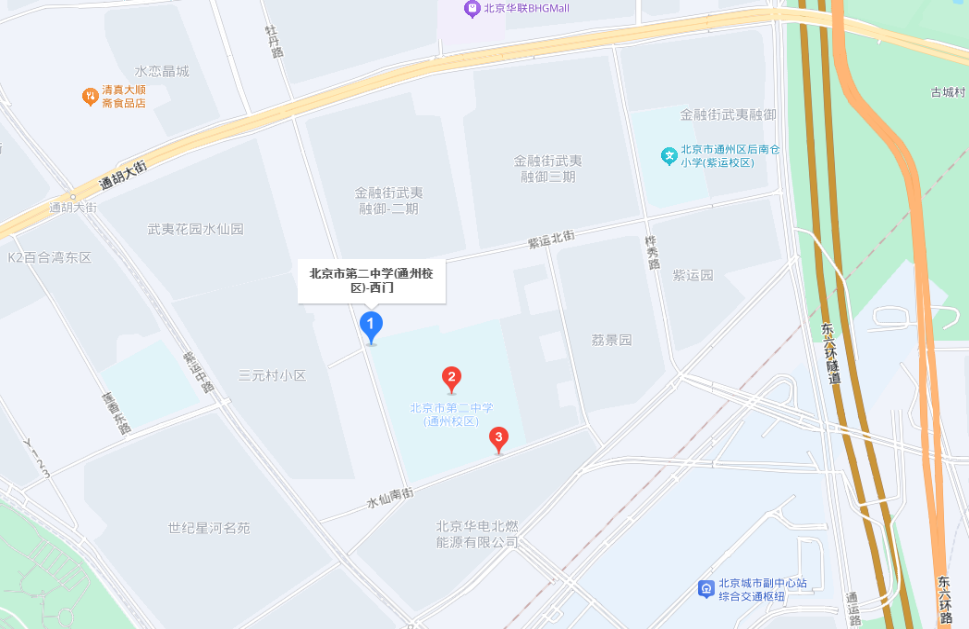 北京华联BHGMall
牡丹路
水恋晶城
清真大顺
斋食品店
古城村
金融街武夷融御
北京市通州区后南仓
小学(紫运校区)
金融街武夷
融御三期
通胡大街
金融街武夷
融御-二期
通胡大街
武夷花园水仙园
紫运北街
桦秀路
K2百合湾东区
紫运园
北京市第二中学(通州校
区)-西门
1
东六环隧道
荔景园
紫运中路
三元村小区
2
莲香东路
北京市第二中学
(通州校区)
3
Y123
水仙南街
世纪星河名苑
北京华电北燃
能源有限公司
北京城市副中心站
综合交通枢纽
通运路
东六环路